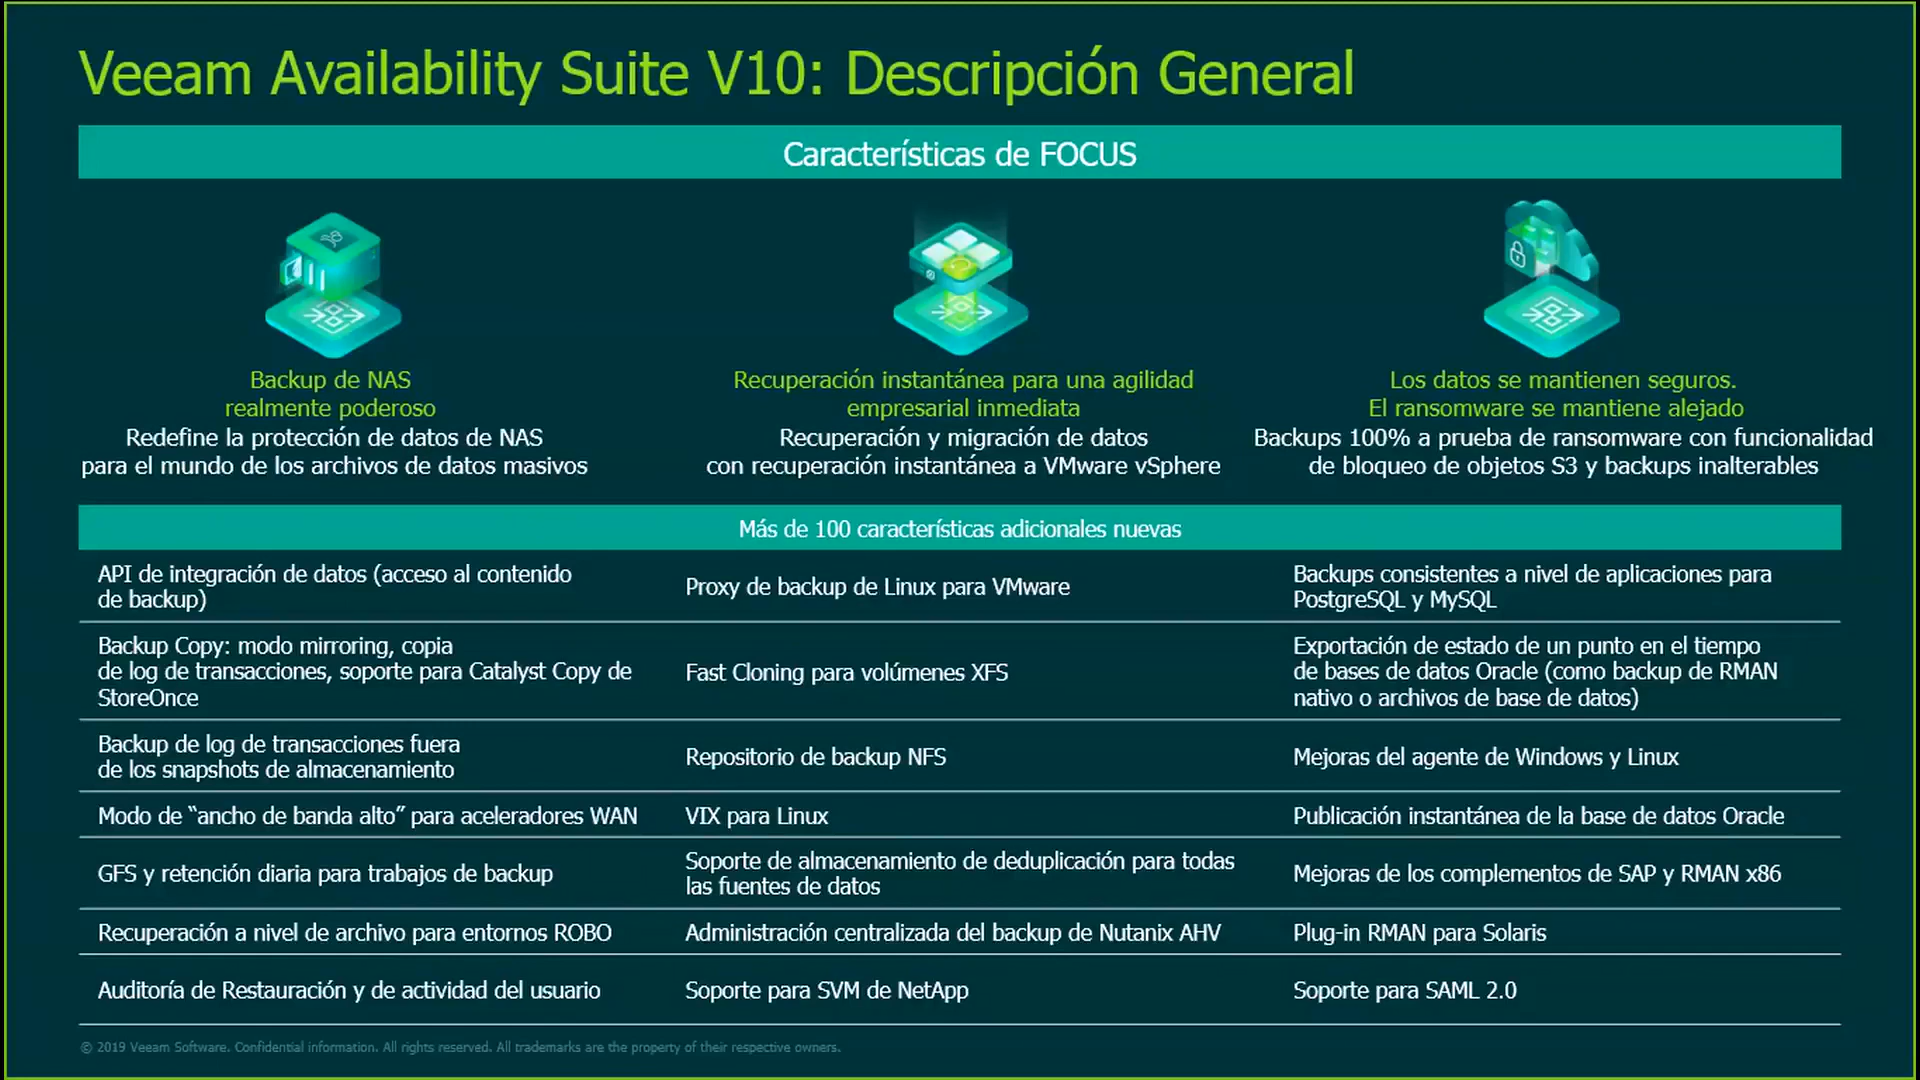 Veeam Availability Suite V10: Descripción General
Características de FOCUS
Backup de NAS
realmente poderoso
Redefine la protección de datos de NAS
para el mundo de los archivos de datos masivos
Recuperación instantánea para una agilidad
empresarial inmediata
Recuperación y migración de datos
con recuperación instantánea a VMware vSphere
Los datos se mantienen seguros.
El ransomware se mantiene alejado
Backups 100% a prueba de ransomware con funcionalidad
de bloqueo de objetos S3 y backups inalterables
Más de 100 características adicionales nuevas
API de integración de datos (acceso al contenido
de backup)
Proxy de backup de Linux para VMware
Backups consistentes a nivel de aplicaciones para
PostgreSQL y MySQL
Backup Copy: modo mirroring, copia
de log de transacciones, soporte para Catalyst Copy de
StoreOnce
Fast Cloning para volúmenes XFS
Exportación de estado de un punto en el tiempo
de bases de datos Oracle (como backup de RMAN
nativo o archivos de base de datos)
Backup de log de transacciones fuera
de los snapshots de almacenamiento
Repositorio de backup NFS
Mejoras del agente de Windows y Linux
Modo de “ancho de banda alto” para aceleradores WAN
VIX para Linux
Publicación instantánea de la base de datos Oracle
GFS y retención diaria para trabajos de backup
Soporte de almacenamiento de deduplicación para todas
las fuentes de datos
Mejoras de los complementos de SAP y RMAN x86
Recuperación a nivel de archivo para entornos ROBO
Administración centralizada del backup de Nutanix AHV
Plug-in RMAN para Solaris
Auditoría de Restauración y de actividad del usuario
Soporte para SVM de NetApp
Soporte para SAML 2.0
© 2019 Veeam Software. Confidential information. All rights reserved. All trademarks are the property of their respective owners.